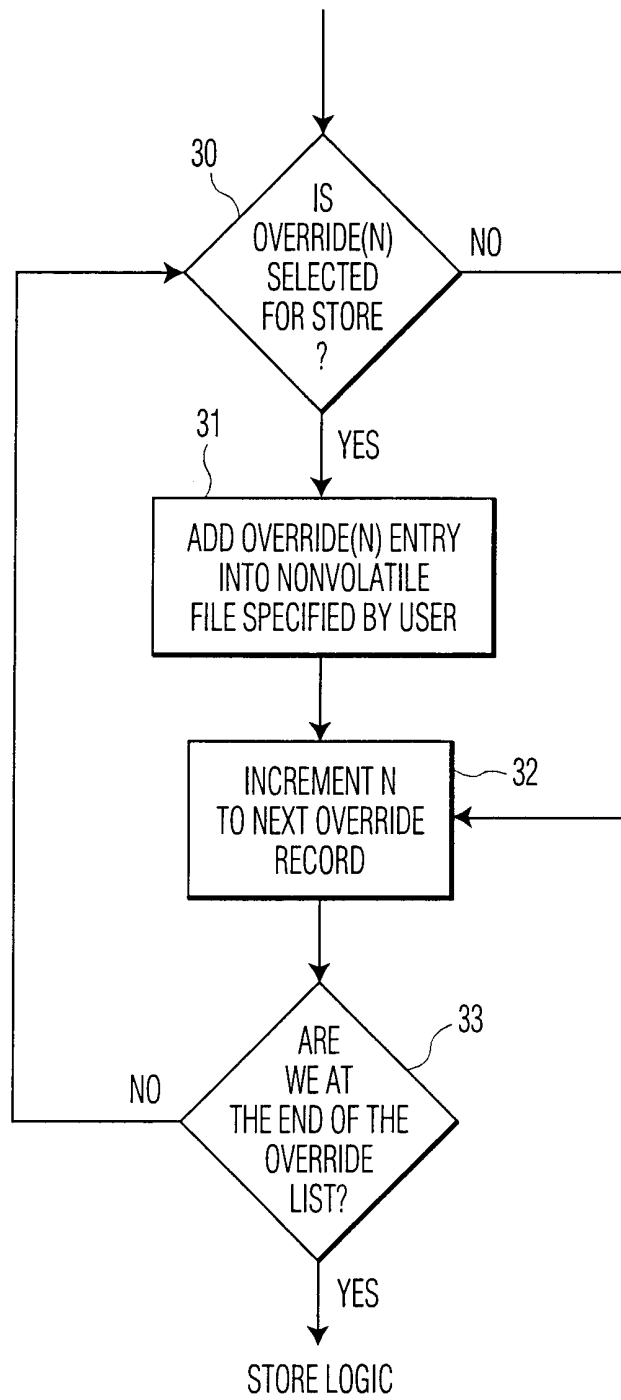 30
IS
OVERRIDE(N)
SELECTED
FOR STORE
?
NO
YES
31
ADD OVERRIDE(N) ENTRY
INTO NONVOLATILE
FILE SPECIFIED BY USER
INCREMENT N
TO NEXT OVERRIDE
RECORD
32
ARE
WE AT
THE END OF THE
OVERRIDE
LIST?
33
NO
YES
STORE LOGIC